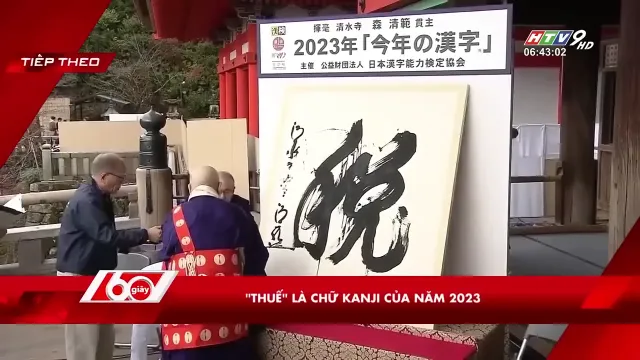 TIẾP THEO
HTV9 HD
06:43:02
揮毫 清水寺 森 清範 貫主
2023年「今年の漢字」
主催 公益財団法人 日本漢字能力検定協会
税
60 giây
"THUẾ" LÀ CHỮ KANJI CỦA NĂM 2023